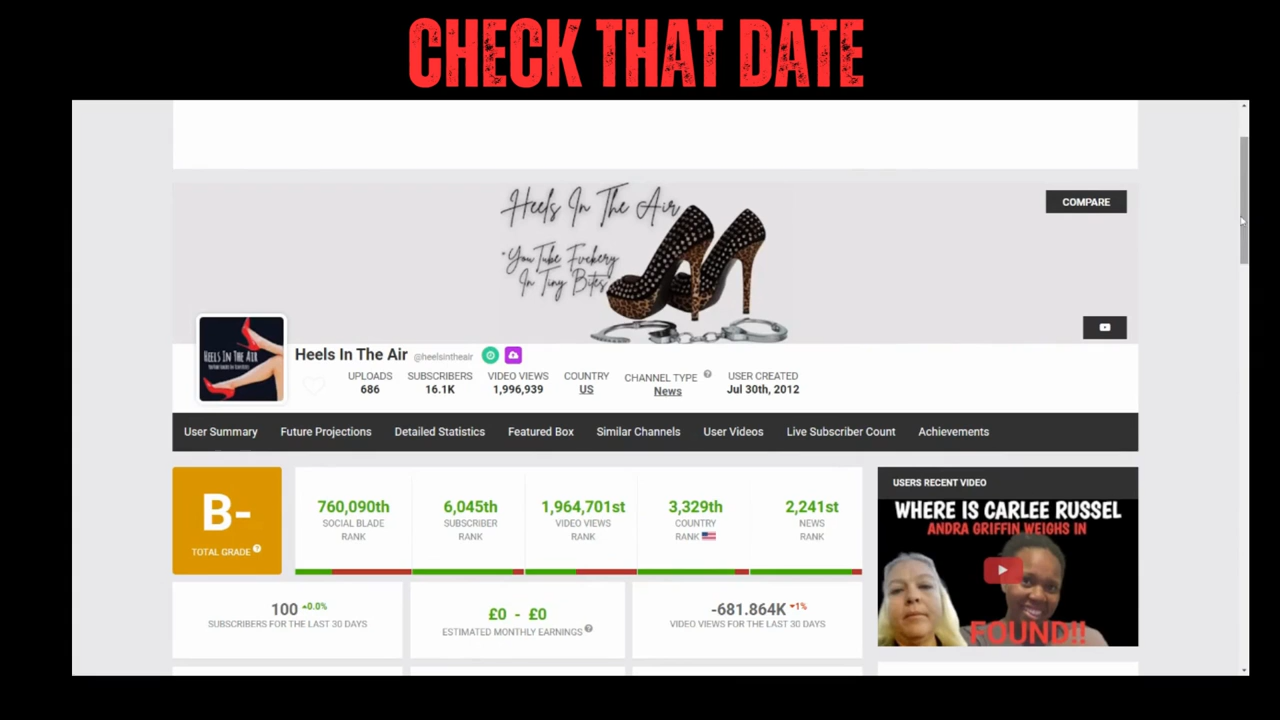 CHECK THAT DATE
Heels In The Air
"YouTube Fuckery
In Tiny Bites"
COMPARE
HEELS IN THE AIR
Heels In The Air @heelsintheair
UPLOADS
686
SUBSCRIBERS
16.1K
VIDEO VIEWS
1,996,939
COUNTRY
US
CHANNEL TYPE
News
USER CREATED
Jul 30th, 2012
User Summary Future Projections Detailed Statistics Featured Box Similar Channels User Videos Live Subscriber Count Achievements
B-
TOTAL GRADE
760,090th
SOCIAL BLADE
RANK
6,045th
SUBSCRIBER
RANK
1,964,701st
VIDEO VIEWS
RANK
3,329th
COUNTRY
RANK
2,241st
NEWS
RANK
USERS RECENT VIDEO
WHERE IS CARLEE RUSSEL
ANDRA GRIFFIN WEIGHS IN
FOUND!!
100 0.0%
SUBSCRIBERS FOR THE LAST 30 DAYS
£0 - £0
ESTIMATED MONTHLY EARNINGS
-681.864K 1%
VIDEO VIEWS FOR THE LAST 30 DAYS